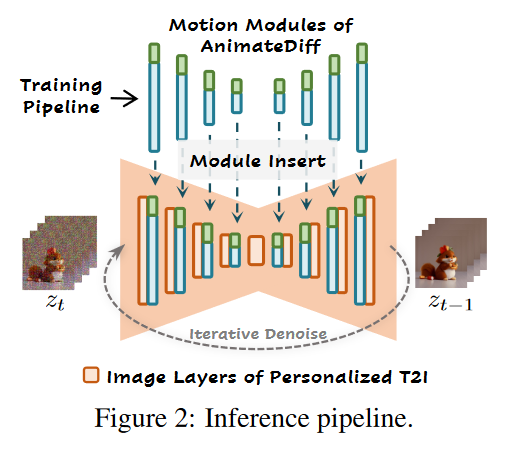 Motion Modules of
AnimateDiff
Training
Pipeline
Module Insert
z_t
z_{t−1}
Iterative Denoise
Image Layers of Personalized T2I
Figure 2: Inference pipeline.